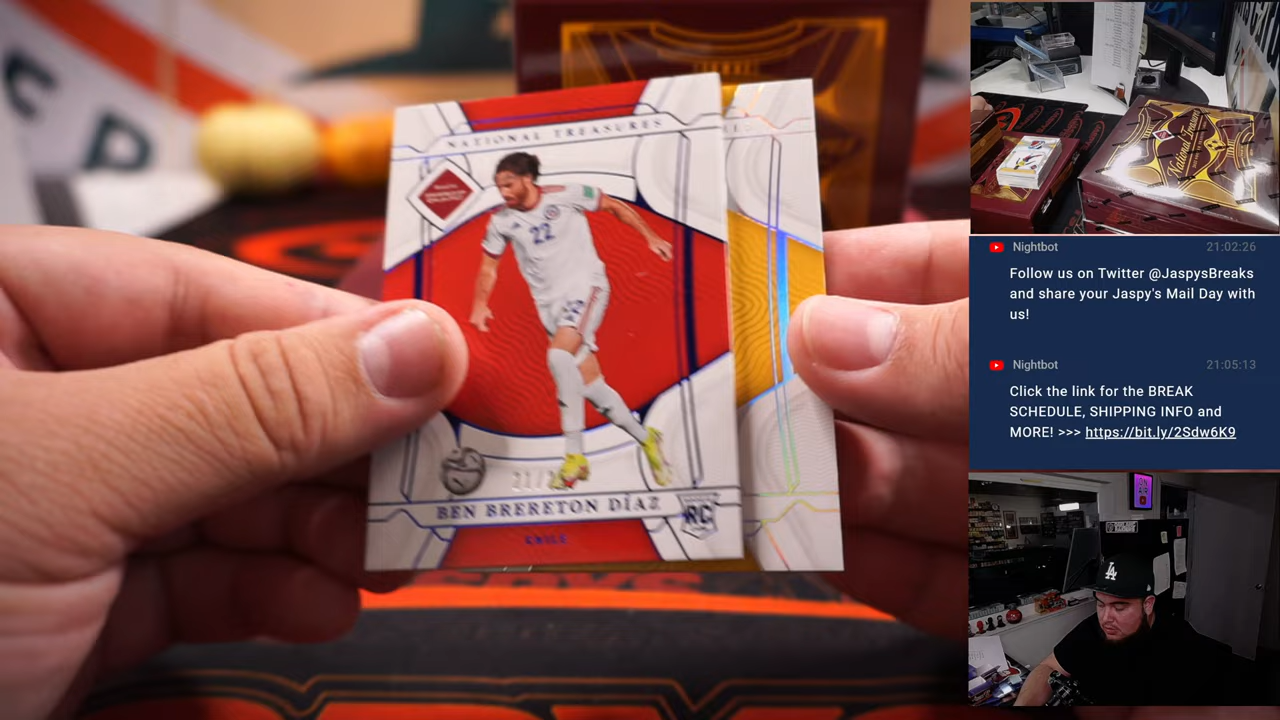 NATIONAL TREASURES
22
BEN BRERETON DÍAZ
RC
CHILE
National Treasures
Nightbot
21:02:26
Follow us on Twitter @JaspysBreaks
and share your Jaspy's Mail Day with
us!
Nightbot
21:05:13
Click the link for the BREAK
SCHEDULE, SHIPPING INFO and
MORE! >>> https://bit.ly/2Sdw6K9
LA